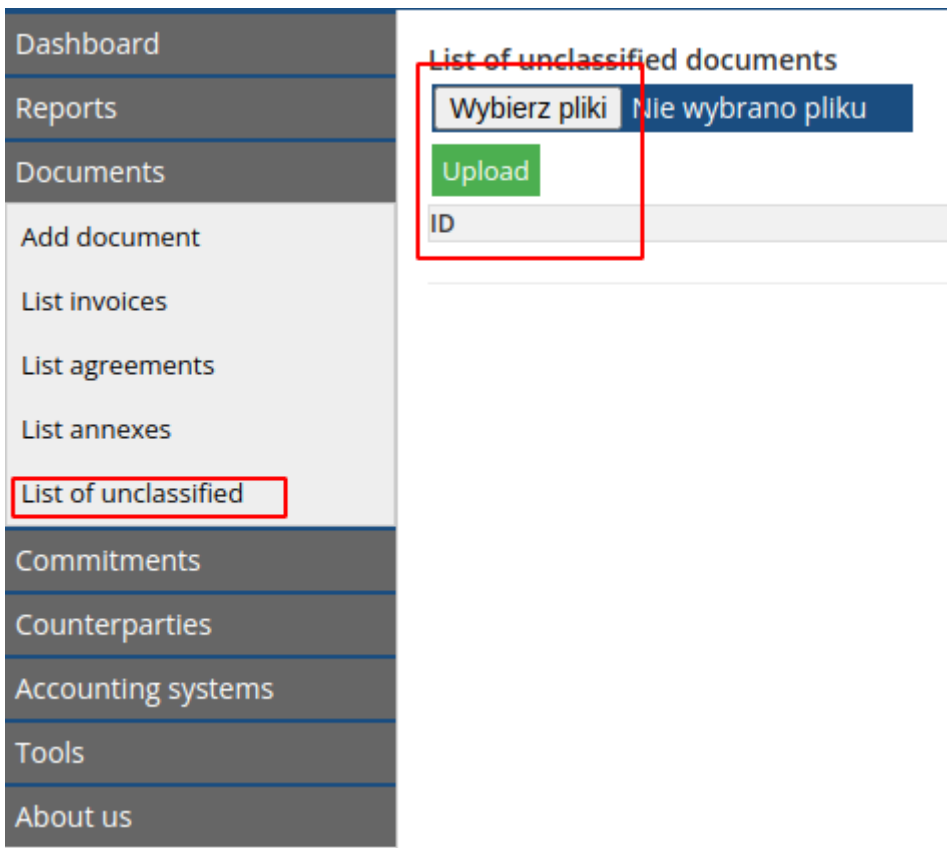 Dashboard
Reports
Documents
Add document
List invoices
List agreements
List annexes
List of unclassified
Commitments
Counterparties
Accounting systems
Tools
About us
List of unclassified documents
Wybierz pliki Nie wybrano pliku
Upload
ID